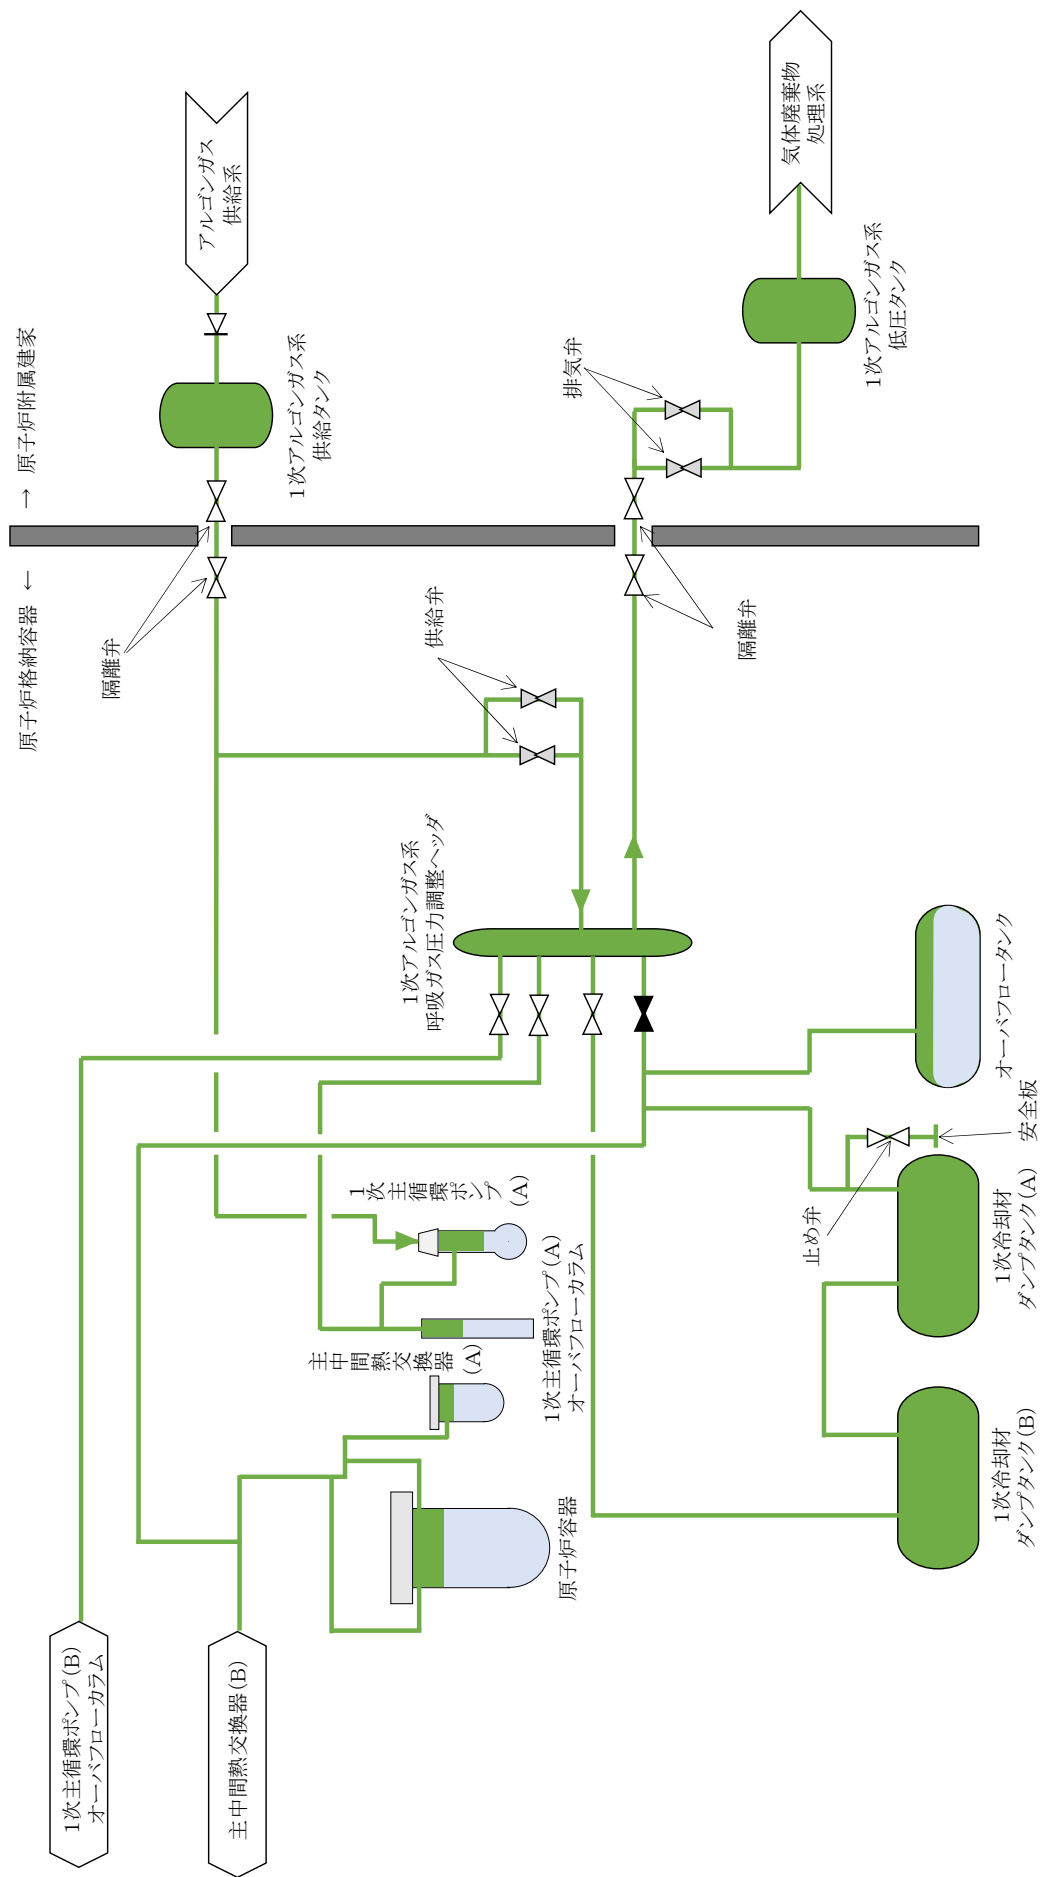 1次主循環ポンプ(B)
オーバフローカラム
主中間熱交換器(B)
原子炉格納容器 ←
→ 原子炉附属建家
アルゴンガス
供給系
1次アルゴンガス系
供給タンク
隔離弁
供給弁
1次アルゴンガス系
呼吸ガス圧力調整ヘッダ
排気弁
隔離弁
気体廃棄物
処理系
1次アルゴンガス系
低圧タンク
1次主循環ポンプ(A)
主中間熱交換器(A)
1次主循環ポンプ(A)
オーバフローカラム
原子炉容器
オーバフロータンク
安全板
止め弁
1次冷却材
ダンプタンク(A)
1次冷却材
ダンプタンク(B)